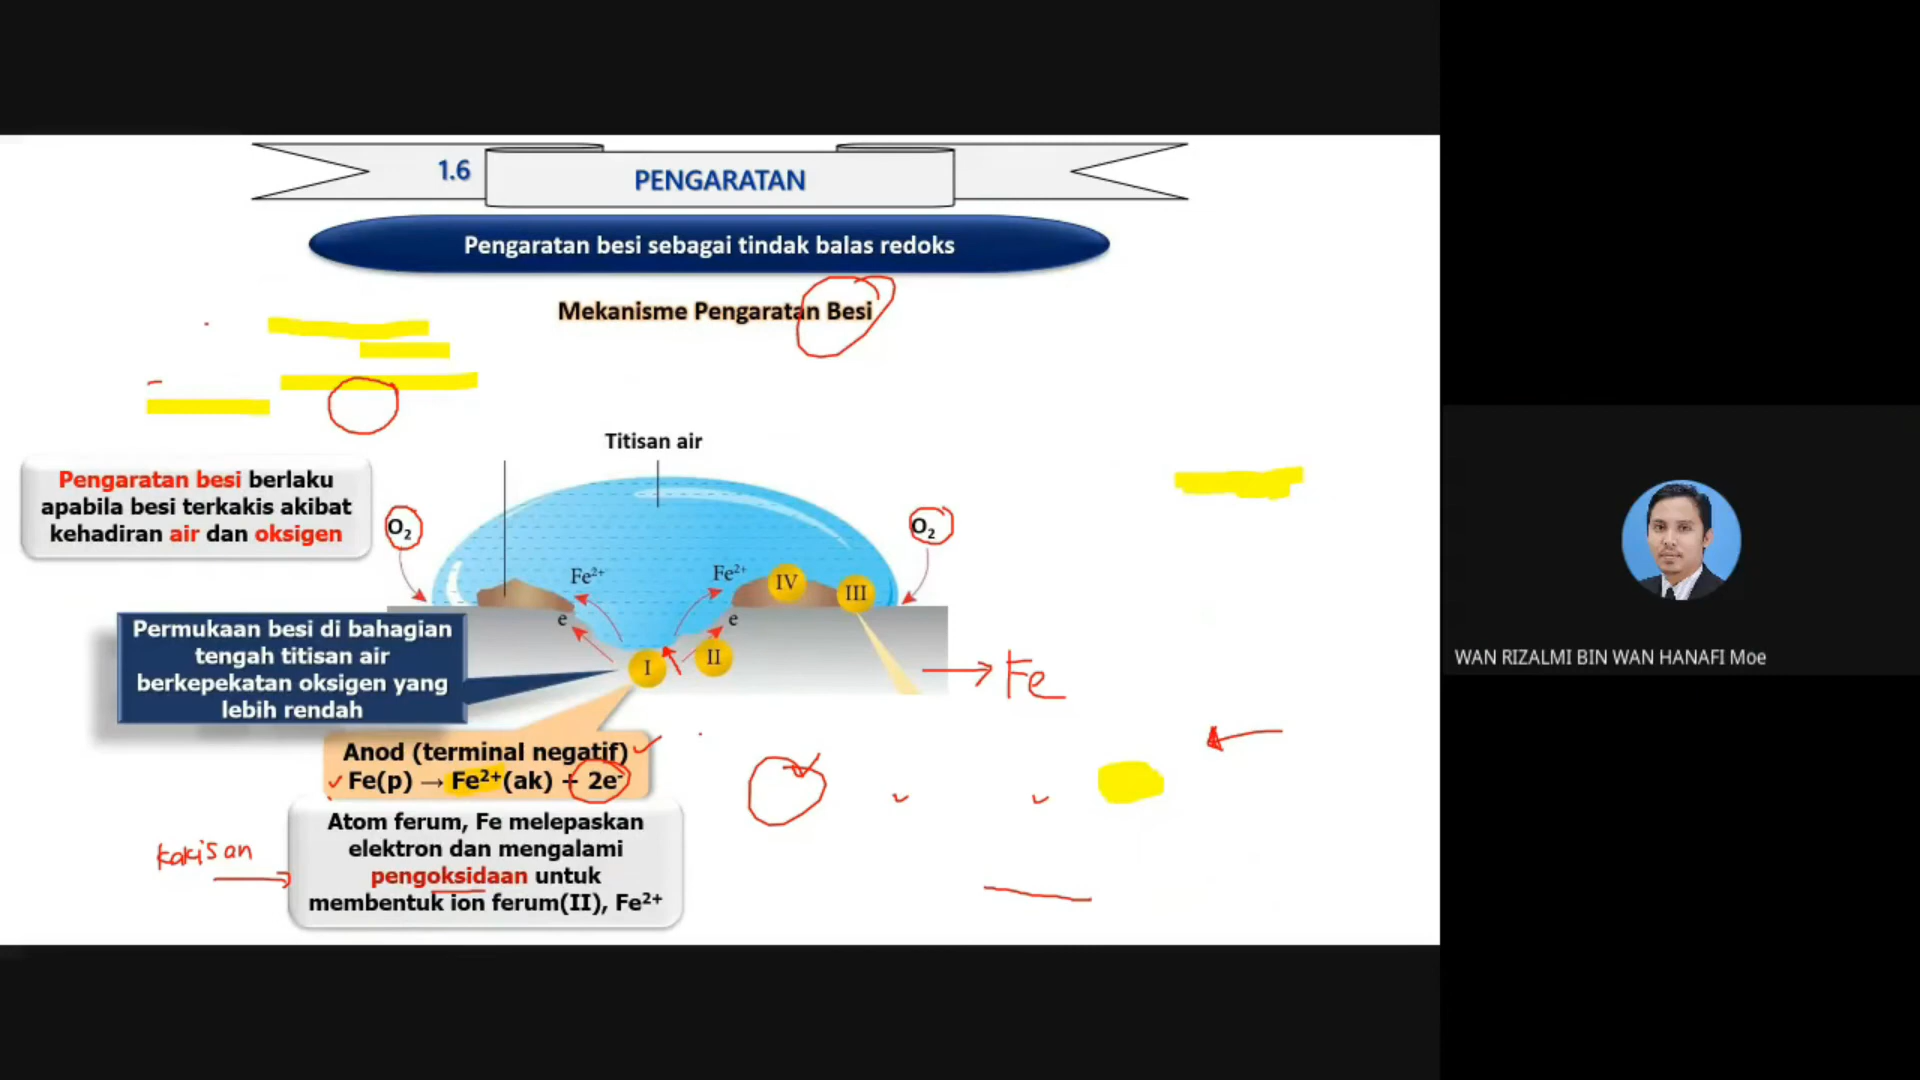 1.6
PENGARATAN
Pengaratan besi sebagai tindak balas redoks
Mekanisme Pengaratan Besi
Titisan air
Pengaratan besi berlaku
apabila besi terkakis akibat
kehadiran air dan oksigen
O₂
O₂
Fe²⁺
Fe²⁺
IV
III
e
e
I
II
Permukaan besi di bahagian
tengah titisan air
berkepekatan oksigen yang
lebih rendah
Fe
WAN RIZALMI BIN WAN HANAFI Moe
Anod (terminal negatif)
Fe(p) → Fe²⁺(ak) + 2e⁻
Atom ferum, Fe melepaskan
elektron dan mengalami
pengoksidaan untuk
membentuk ion ferum(II), Fe²⁺
kakisan